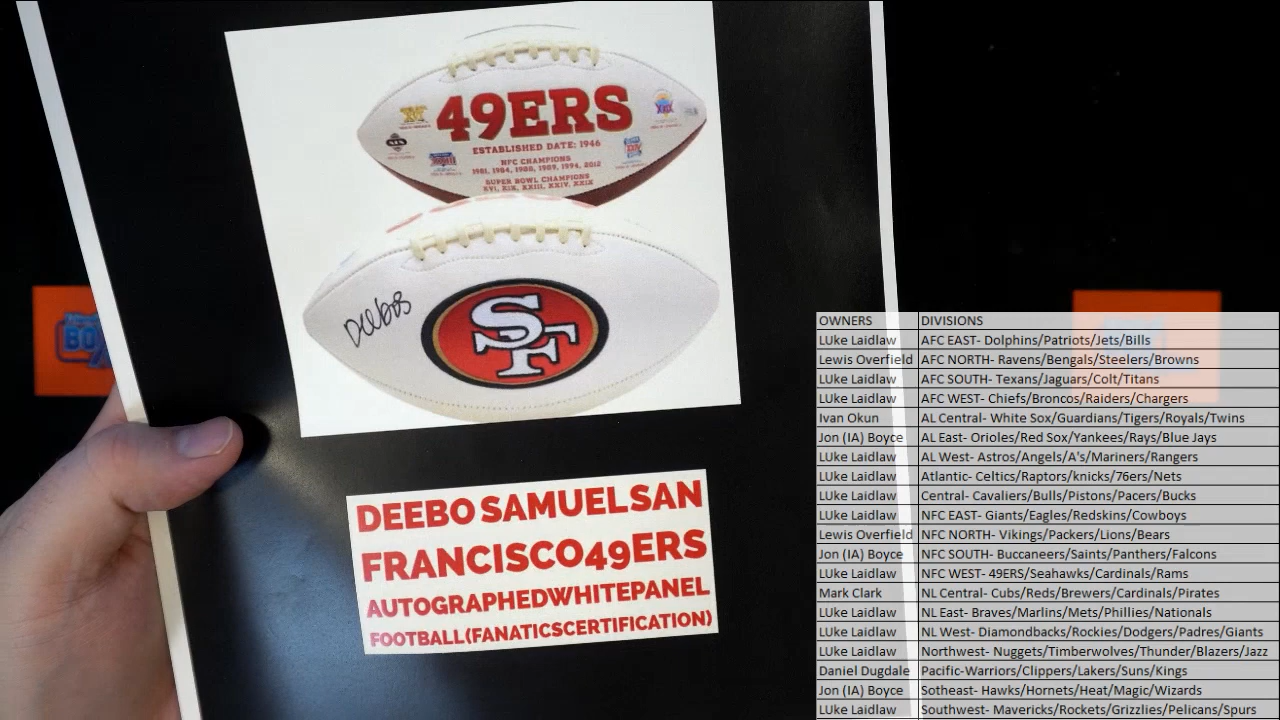 49ERS
ESTABLISHED DATE: 1946
NFC CHAMPIONS
1981, 1984, 1988, 1989, 1994, 2012
SUPER BOWL CHAMPIONS
XVI, XIX, XXIII, XXIV, XXIX
Deebo
SF
DEEBO SAMUEL SAN
FRANCISCO 49ERS
AUTOGRAPHED WHITE PANEL
FOOTBALL (FANATICS CERTIFICATION)
OWNERS DIVISIONS
LUke Laidlaw AFC EAST- Dolphins/Patriots/Jets/Bills
Lewis Overfield AFC NORTH- Ravens/Bengals/Steelers/Browns
LUke Laidlaw AFC SOUTH- Texans/Jaguars/Colt/Titans
LUke Laidlaw AFC WEST- Chiefs/Broncos/Raiders/Chargers
Ivan Okun AL Central- White Sox/Guardians/Tigers/Royals/Twins
Jon (IA) Boyce AL East- Orioles/Red Sox/Yankees/Rays/Blue Jays
LUke Laidlaw AL West- Astros/Angels/A's/Mariners/Rangers
LUke Laidlaw Atlantic- Celtics/Raptors/knicks/76ers/Nets
LUke Laidlaw Central- Cavaliers/Bulls/Pistons/Pacers/Bucks
LUke Laidlaw NFC EAST- Giants/Eagles/Redskins/Cowboys
Lewis Overfield NFC NORTH- Vikings/Packers/Lions/Bears
Jon (IA) Boyce NFC SOUTH- Buccaneers/Saints/Panthers/Falcons
LUke Laidlaw NFC WEST- 49ERS/Seahawks/Cardinals/Rams
Mark Clark NL Central- Cubs/Reds/Brewers/Cardinals/Pirates
LUke Laidlaw NL East- Braves/Marlins/Mets/Phillies/Nationals
LUke Laidlaw NL West- Diamondbacks/Rockies/Dodgers/Padres/Giants
LUke Laidlaw Northwest- Nuggets/Timberwolves/Thunder/Blazers/Jazz
Daniel Dugdale Pacific-Warriors/Clippers/Lakers/Suns/Kings
Jon (IA) Boyce Sotheast- Hawks/Hornets/Heat/Magic/Wizards
LUke Laidlaw Southwest- Mavericks/Rockets/Grizzlies/Pelicans/Spurs